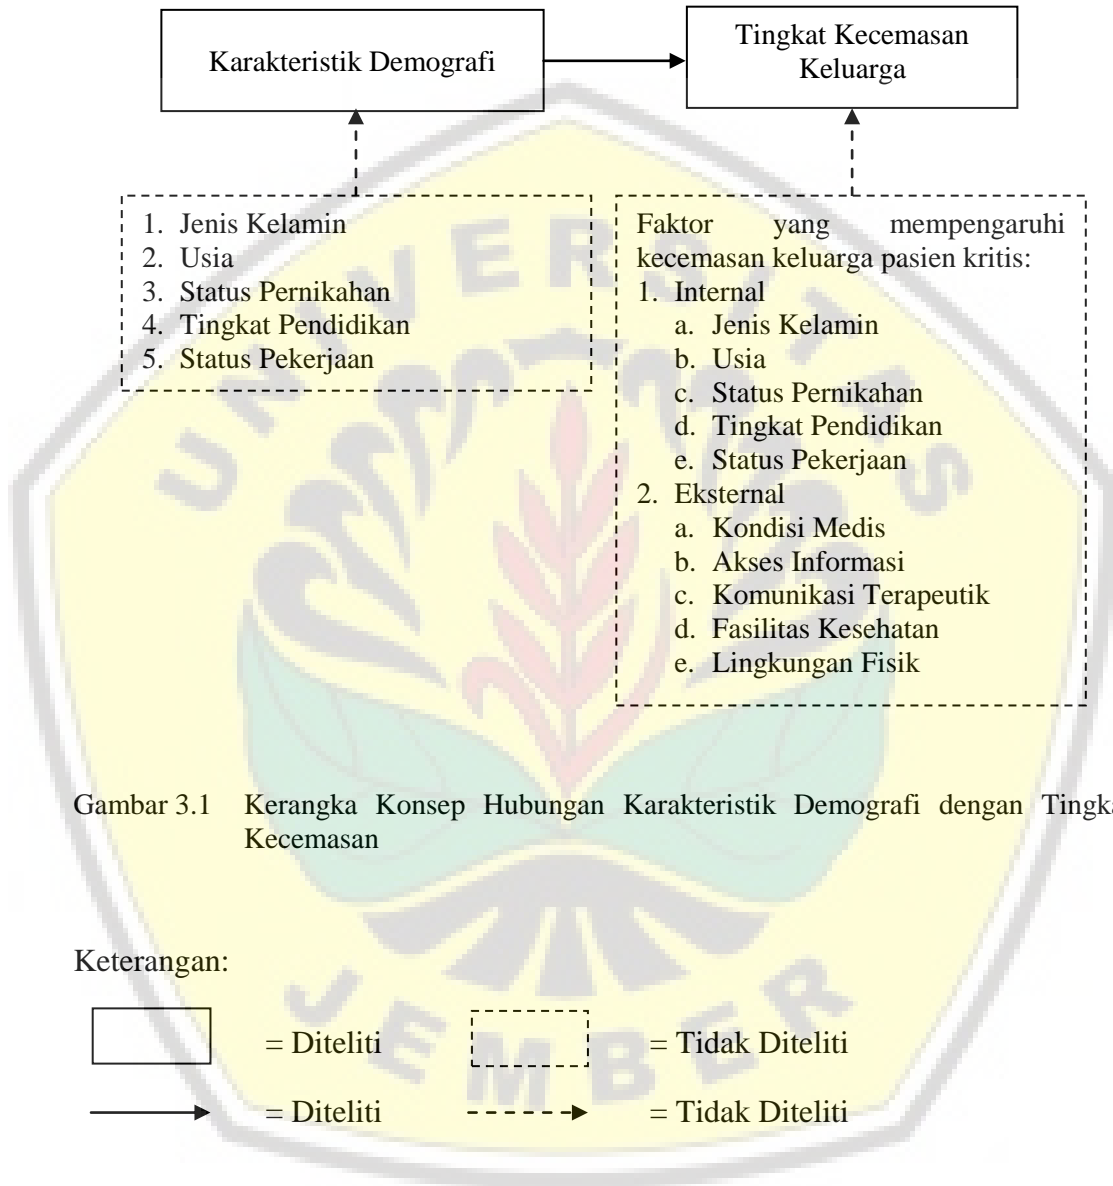 Karakteristik Demografi
Tingkat Kecemasan
Keluarga
1. Jenis Kelamin
2. Usia
3. Status Pernikahan
4. Tingkat Pendidikan
5. Status Pekerjaan
Faktor yang mempengaruhi
kecemasan keluarga pasien kritis:
1. Internal
a. Jenis Kelamin
b. Usia
c. Status Pernikahan
d. Tingkat Pendidikan
e. Status Pekerjaan
2. Eksternal
a. Kondisi Medis
b. Akses Informasi
c. Komunikasi Terapeutik
d. Fasilitas Kesehatan
e. Lingkungan Fisik
UNIVERSITAS
Gambar 3.1 Kerangka Konsep Hubungan Karakteristik Demografi dengan Tingka
Kecemasan
Keterangan:
= Diteliti = Tidak Diteliti
= Diteliti = Tidak Diteliti
JEMBER